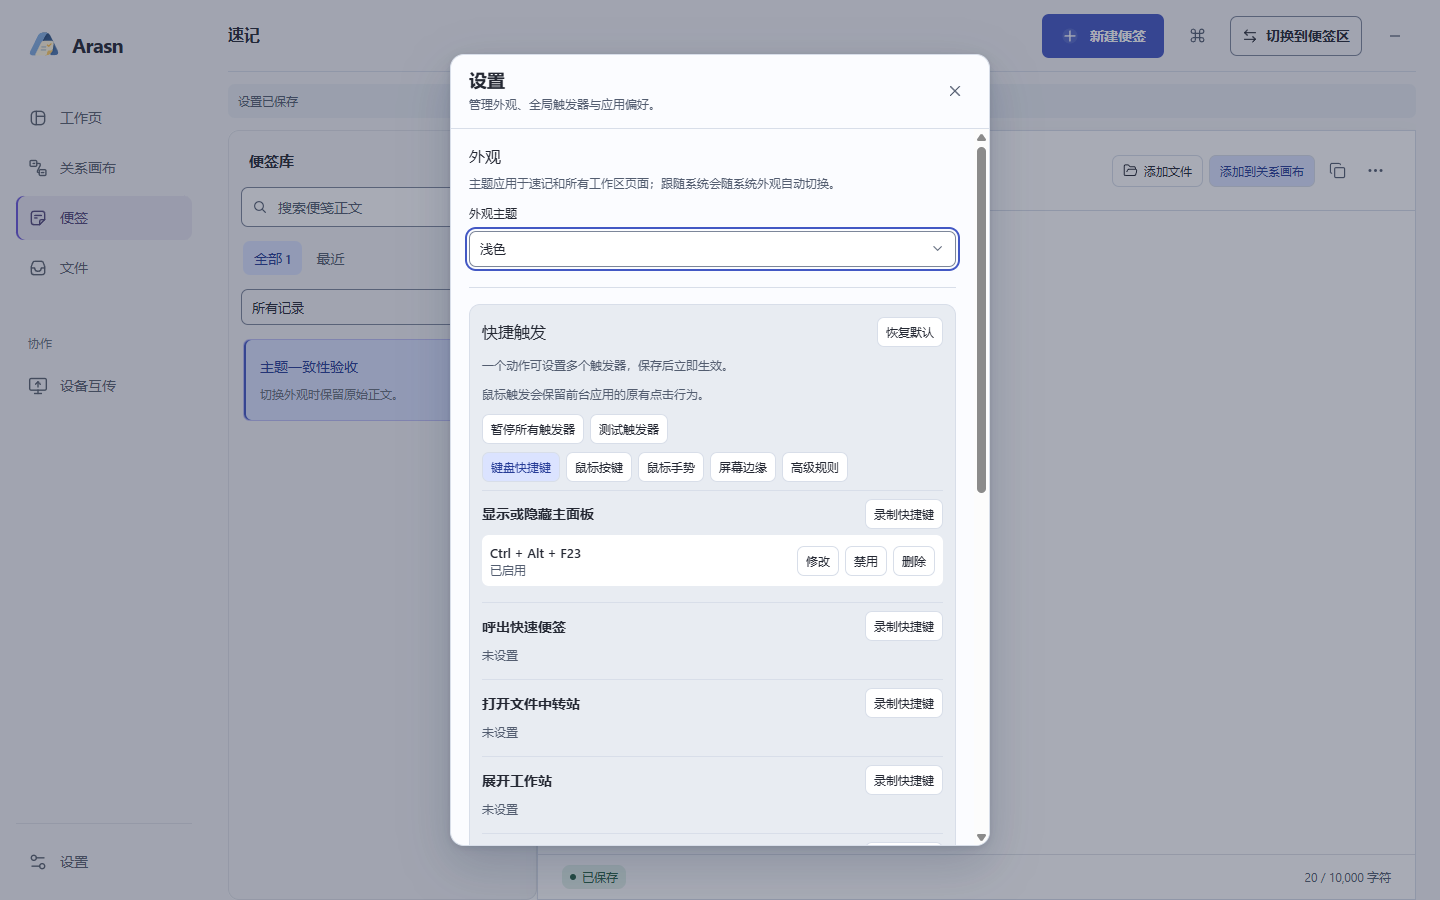 Arasn
速记
新建便签
切换到便签区
工作页
关系画布
便签
文件
协作
设备互传
设置
设置已保存
便签库
搜索便笺正文
全部 1
最近
所有记录
主题一致性验收
切换外观时保留原始正文。
添加文件
添加到关系画布
设置
管理外观、全局触发器与应用偏好。
外观
主题应用于速记和所有工作区页面；跟随系统会随系统外观自动切换。
外观主题
浅色
快捷触发
恢复默认
一个动作可设置多个触发器，保存后立即生效。
鼠标触发会保留前台应用的原有点击行为。
暂停所有触发器
测试触发器
键盘快捷键
鼠标按键
鼠标手势
屏幕边缘
高级规则
显示或隐藏主面板
录制快捷键
Ctrl + Alt + F23
已启用
修改
禁用
删除
呼出快速便签
录制快捷键
未设置
打开文件中转站
录制快捷键
未设置
展开工作站
录制快捷键
未设置
已保存
20 / 10,000 字符